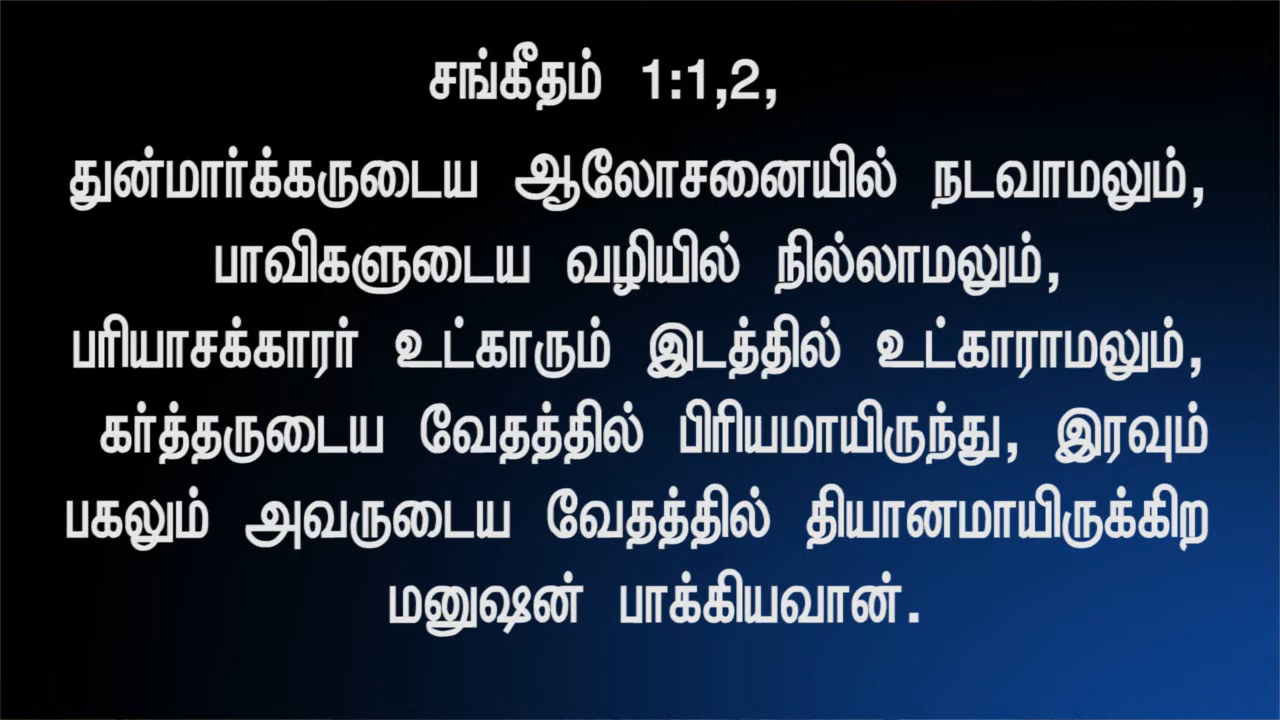 சங்கீதம் 1:1,2,
துன்மார்க்கருடைய ஆலோசனையில் நடவாமலும்,
பாவிகளுடைய வழியில் நில்லாமலும்,
பரியாசக்காரர் உட்காரும் இடத்தில் உட்காராமலும்,
கர்த்தருடைய வேதத்தில் பிரியமாயிருந்து, இரவும்
பகலும் அவருடைய வேதத்தில் தியானமாயிருக்கிற
மனுஷன் பாக்கியவான்.